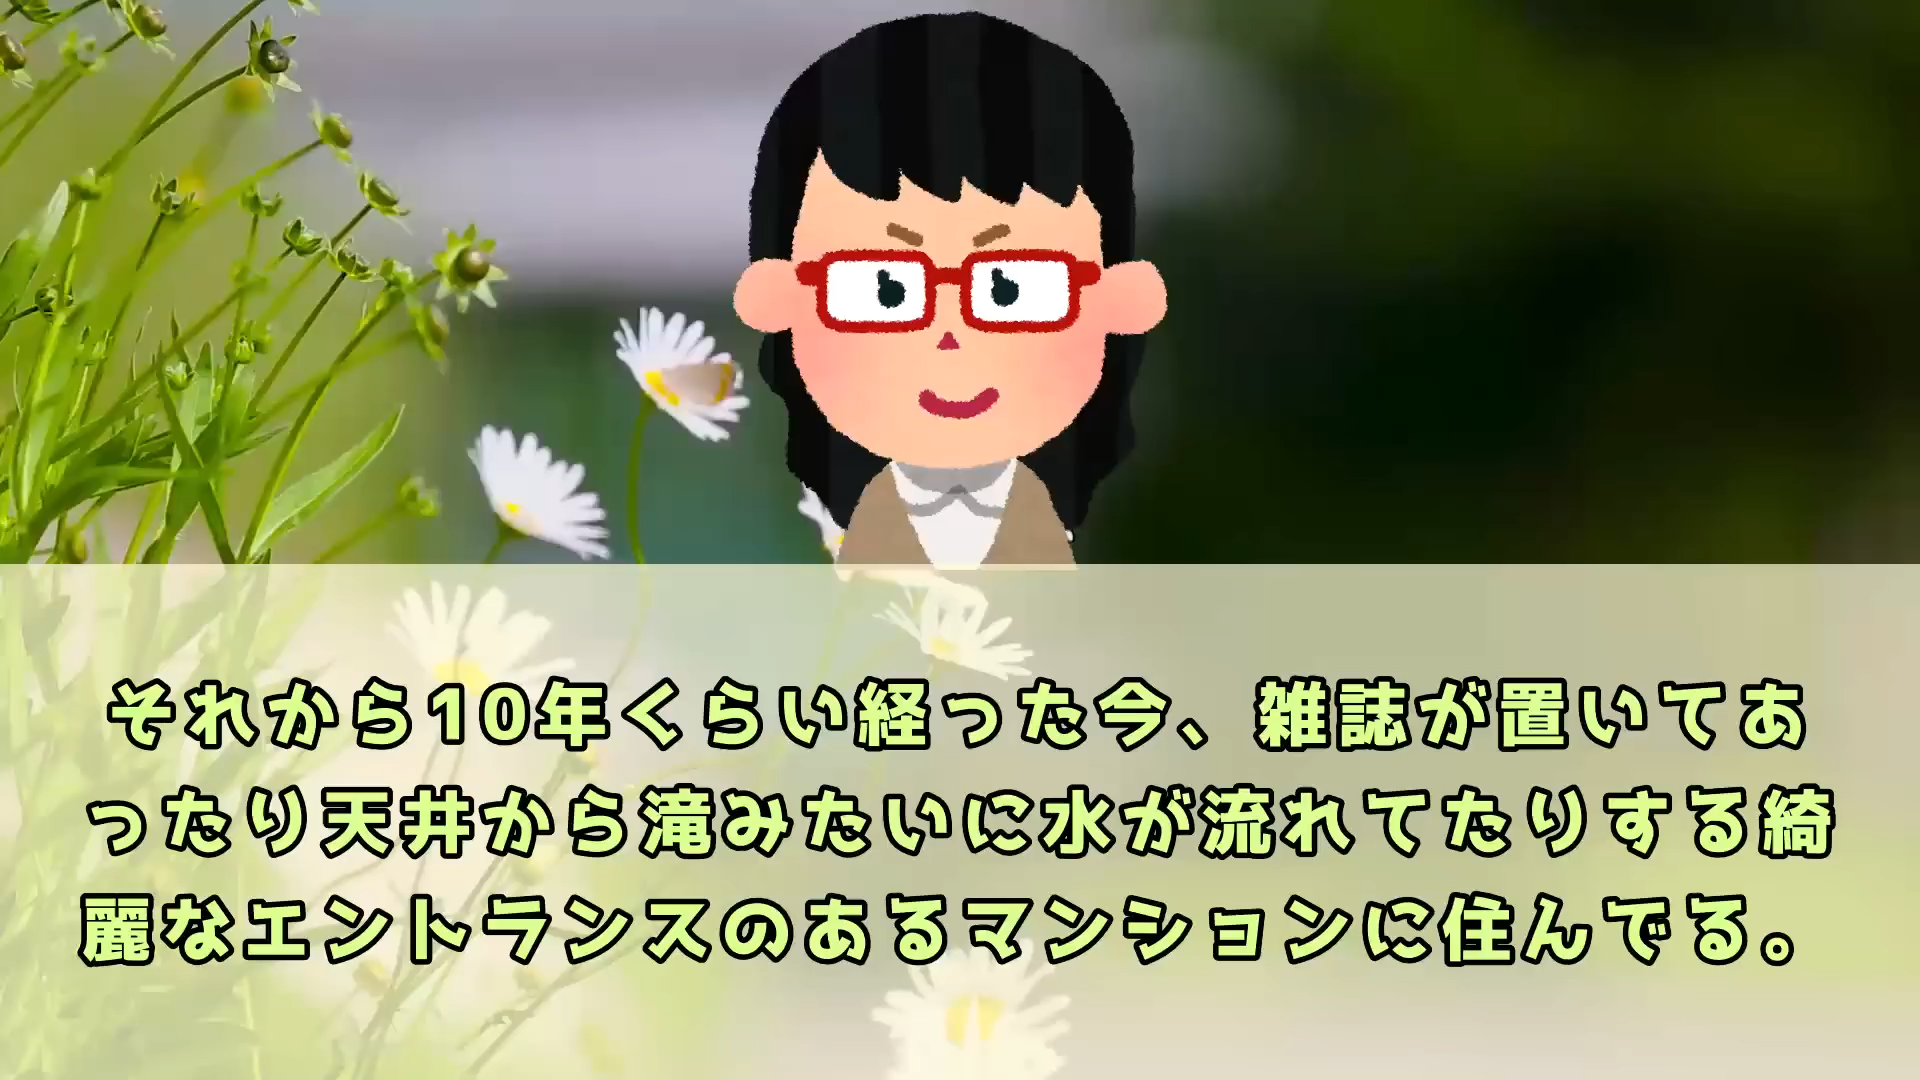 それから10年くらい経った今、雑誌が置いてあ
ったり天井から滝みたいに水が流れてたりする綺
麗なエントランスのあるマンションに住んでる。